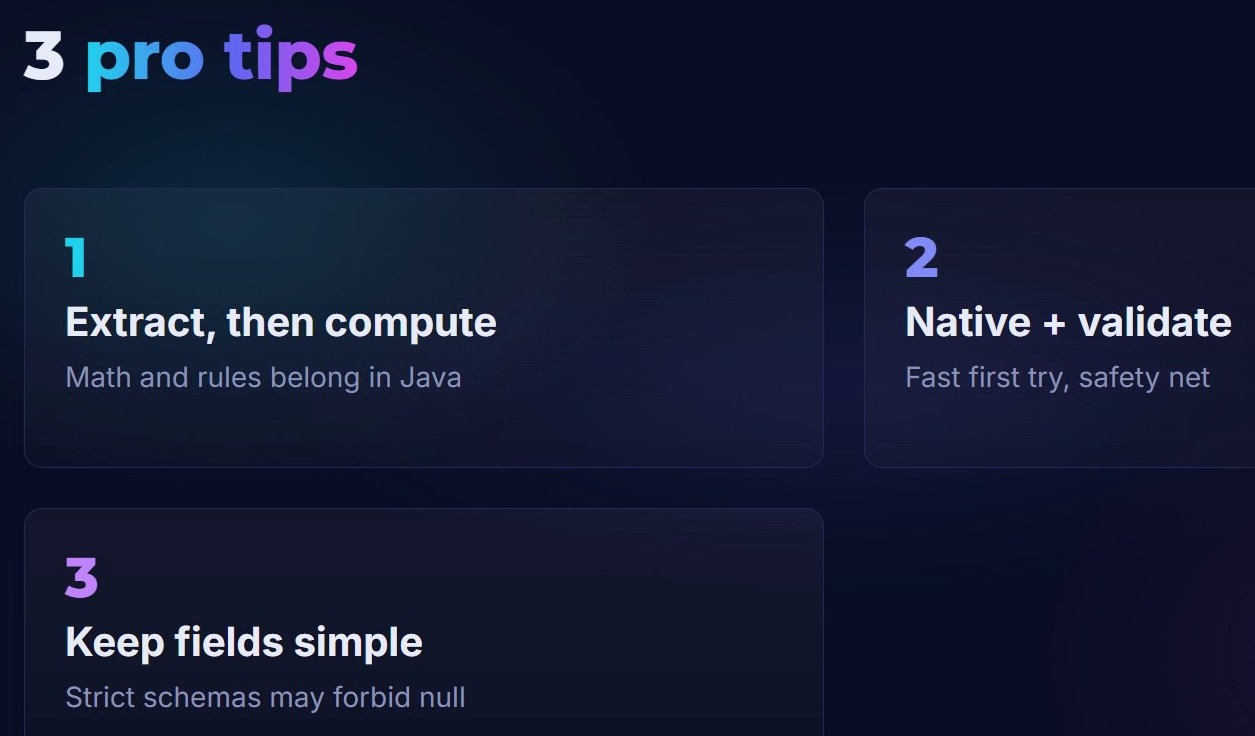 3 pro tips
1
Extract, then compute
Math and rules belong in Java
2
Native + validate
Fast first try, safety net
3
Keep fields simple
Strict schemas may forbid null